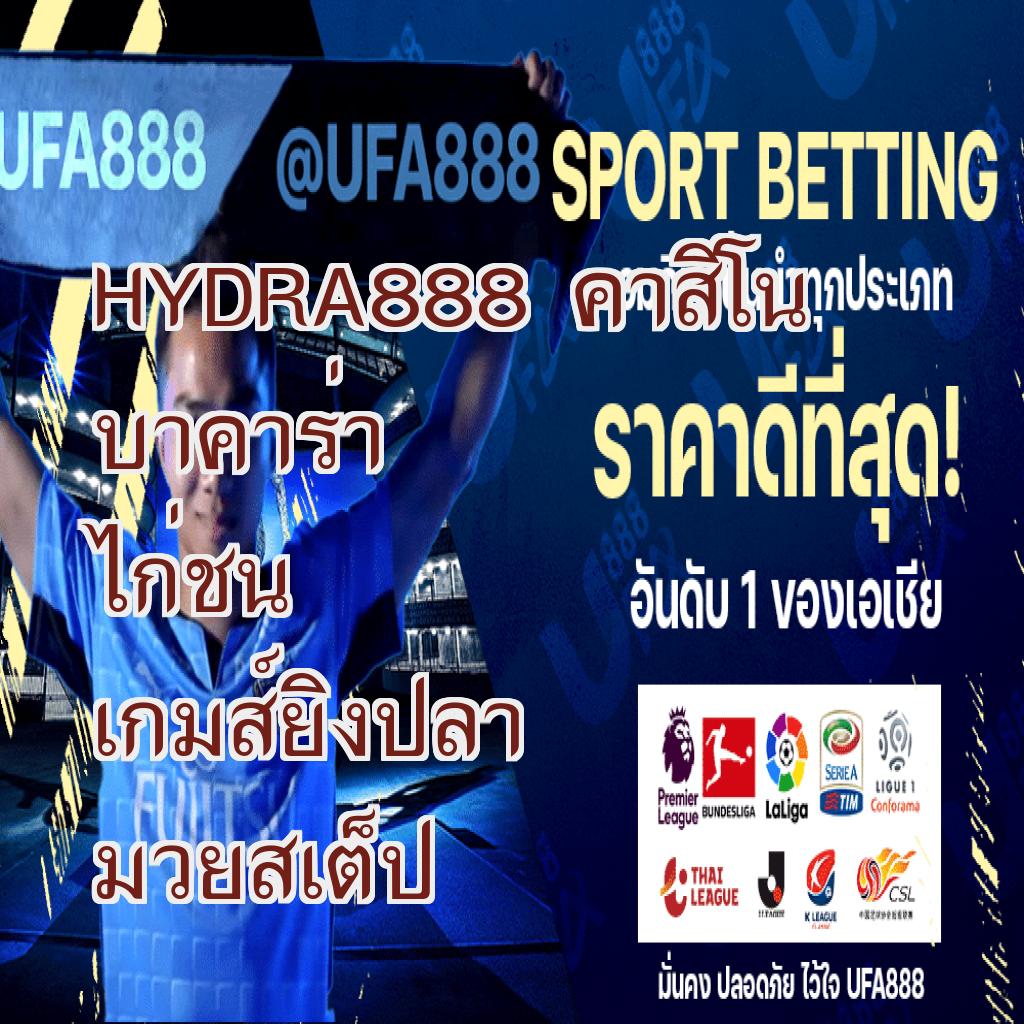 UFA888
@UFA888
SPORT BETTING
HYDRA888 คาสิโน
ทุกประเภท
บาคาร่า
ราคาดีที่สุด!
ไก่ชน
อันดับ 1 ของเอเชีย
เกมส์ยิงปลา
มวยสเต็ป
Premier League
BUNDESLIGA
LaLiga
SERIE A
TIM
LIGUE 1
Conforama
THAI LEAGUE
J.LEAGUE
K LEAGUE
CSL
มั่นคง ปลอดภัย ไว้ใจ UFA888